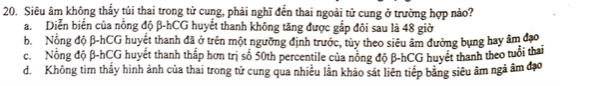 20. Siêu âm không thấy túi thai trong tử cung, phải nghĩ đến thai ngoài tử cung ở trường hợp nào?
a. Diễn biến của nồng độ β-hCG huyết thanh không tăng được gấp đôi sau là 48 giờ
b. Nồng độ β-hCG huyết thanh đã ở trên một ngưỡng định trước, tùy theo siêu âm đường bụng hay âm đạo
c. Nồng độ β-hCG huyết thanh thấp hơn trị số 50th percentile của nồng độ β-hCG huyết thanh theo tuổi thai
d. Không tìm thấy hình ảnh của thai trong tử cung qua nhiều lần khảo sát liên tiếp bằng siêu âm ngả âm đạo